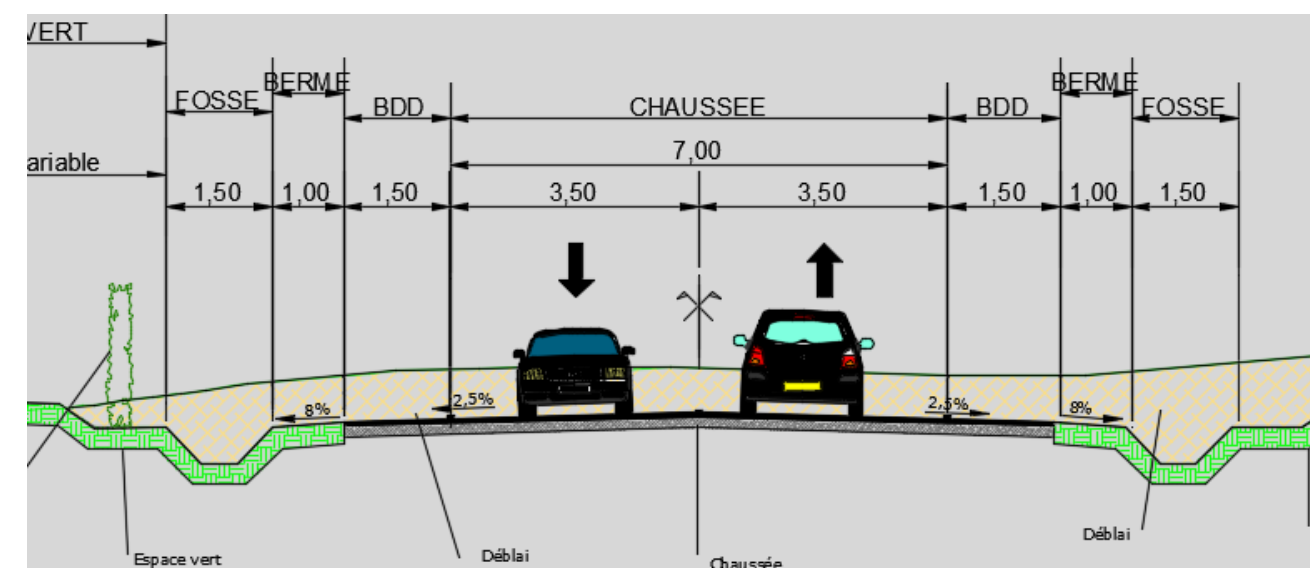 VERT
BERME
BERME
FOSSE
BDD
CHAUSSEE
BDD
FOSSE
7,00
ariable
1,50
1,00
1,50
3,50
3,50
1,50
1,00
1,50
8%
2,5%
2,5%
8%
Espace vert
Déblai
Chaussée
Déblai